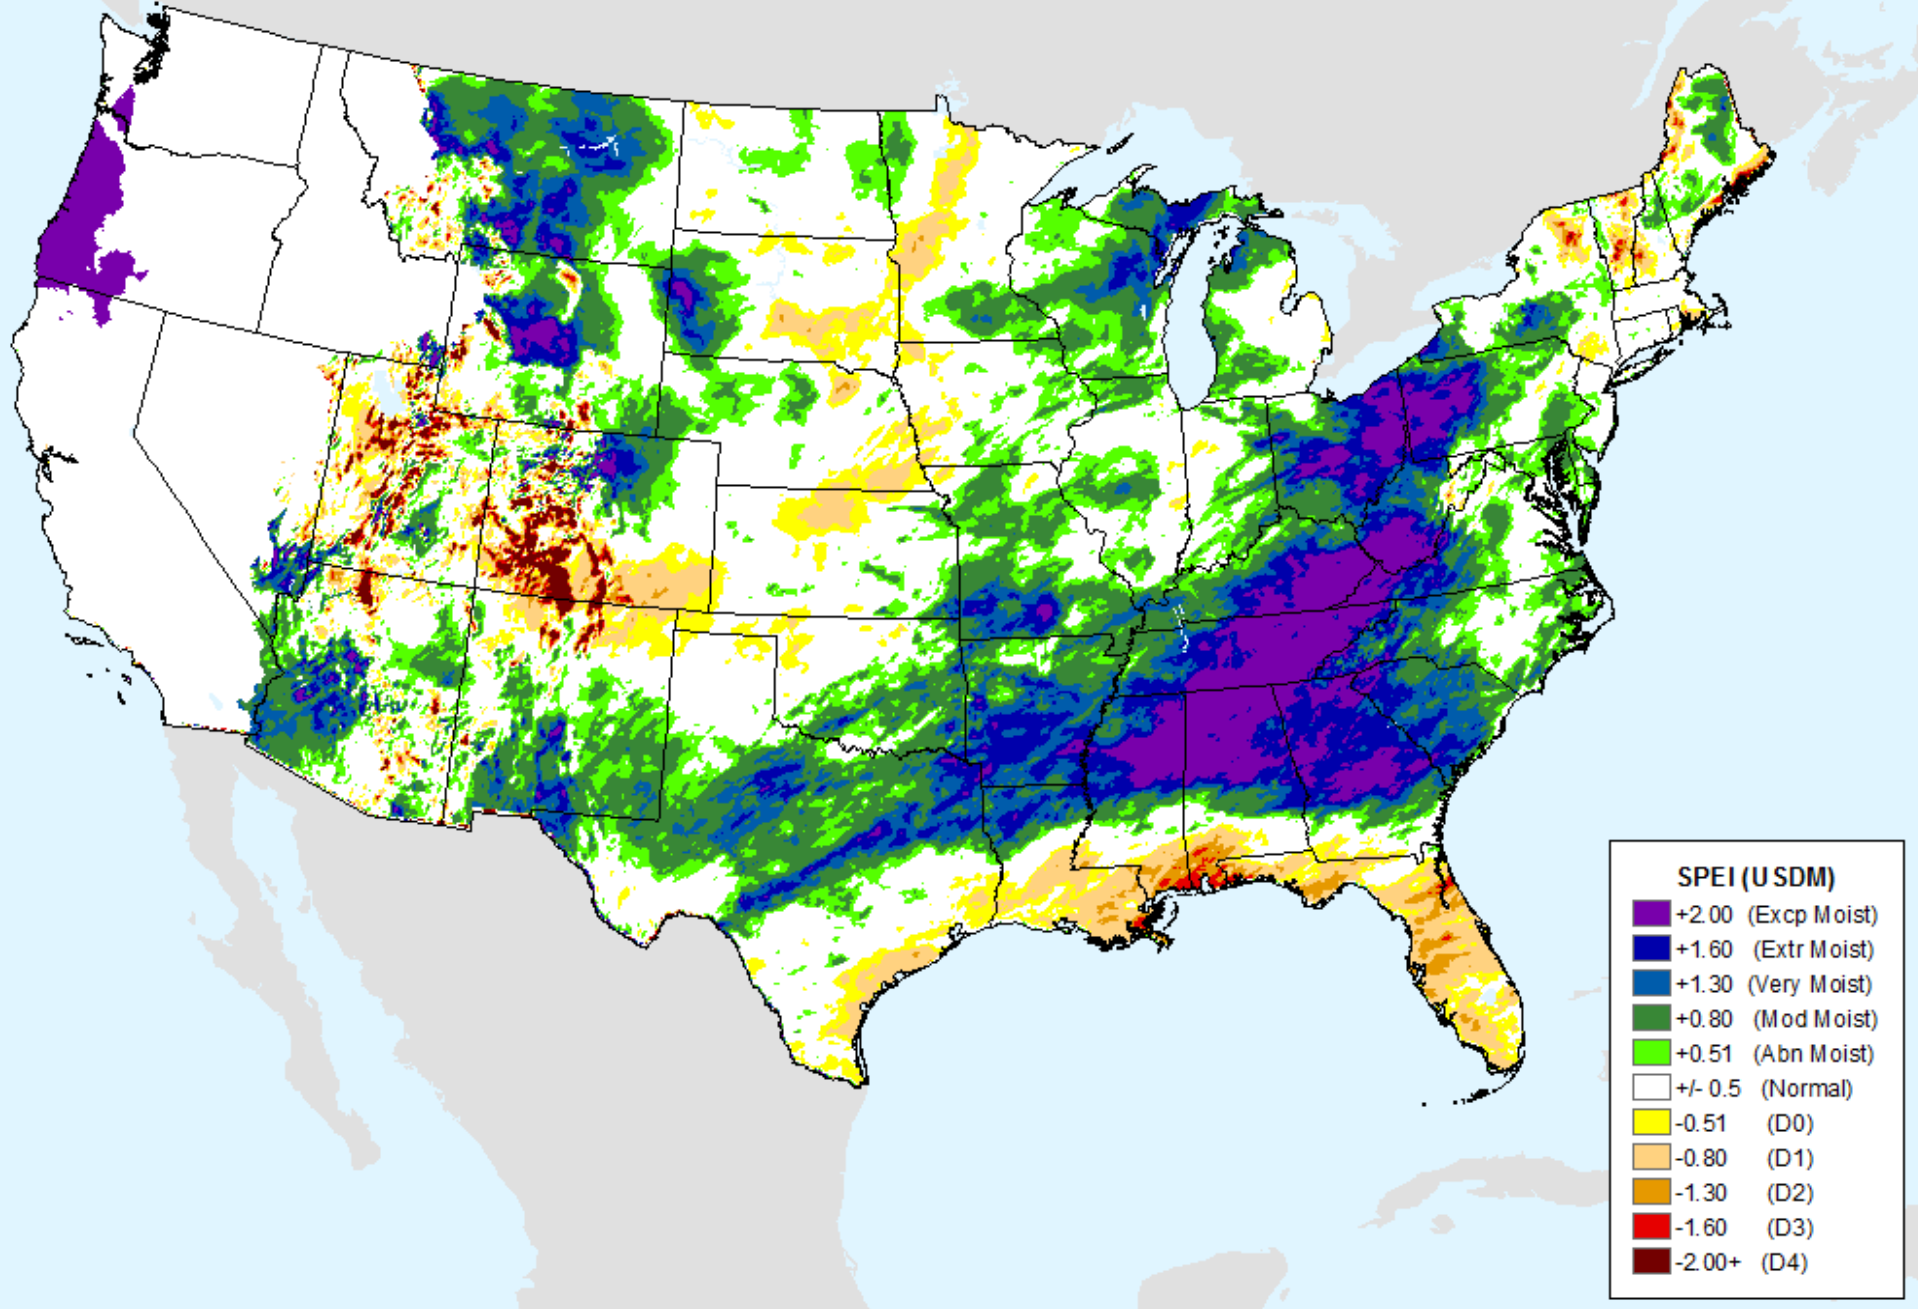 SPEI (USDM)
+2.00 (Excp Moist)
+1.60 (Extr Moist)
+1.30 (Very Moist)
+0.80 (Mod Moist)
+0.51 (Abn Moist)
+/- 0.5 (Normal)
-0.51 (D0)
-0.80 (D1)
-1.30 (D2)
-1.60 (D3)
-2.00+ (D4)